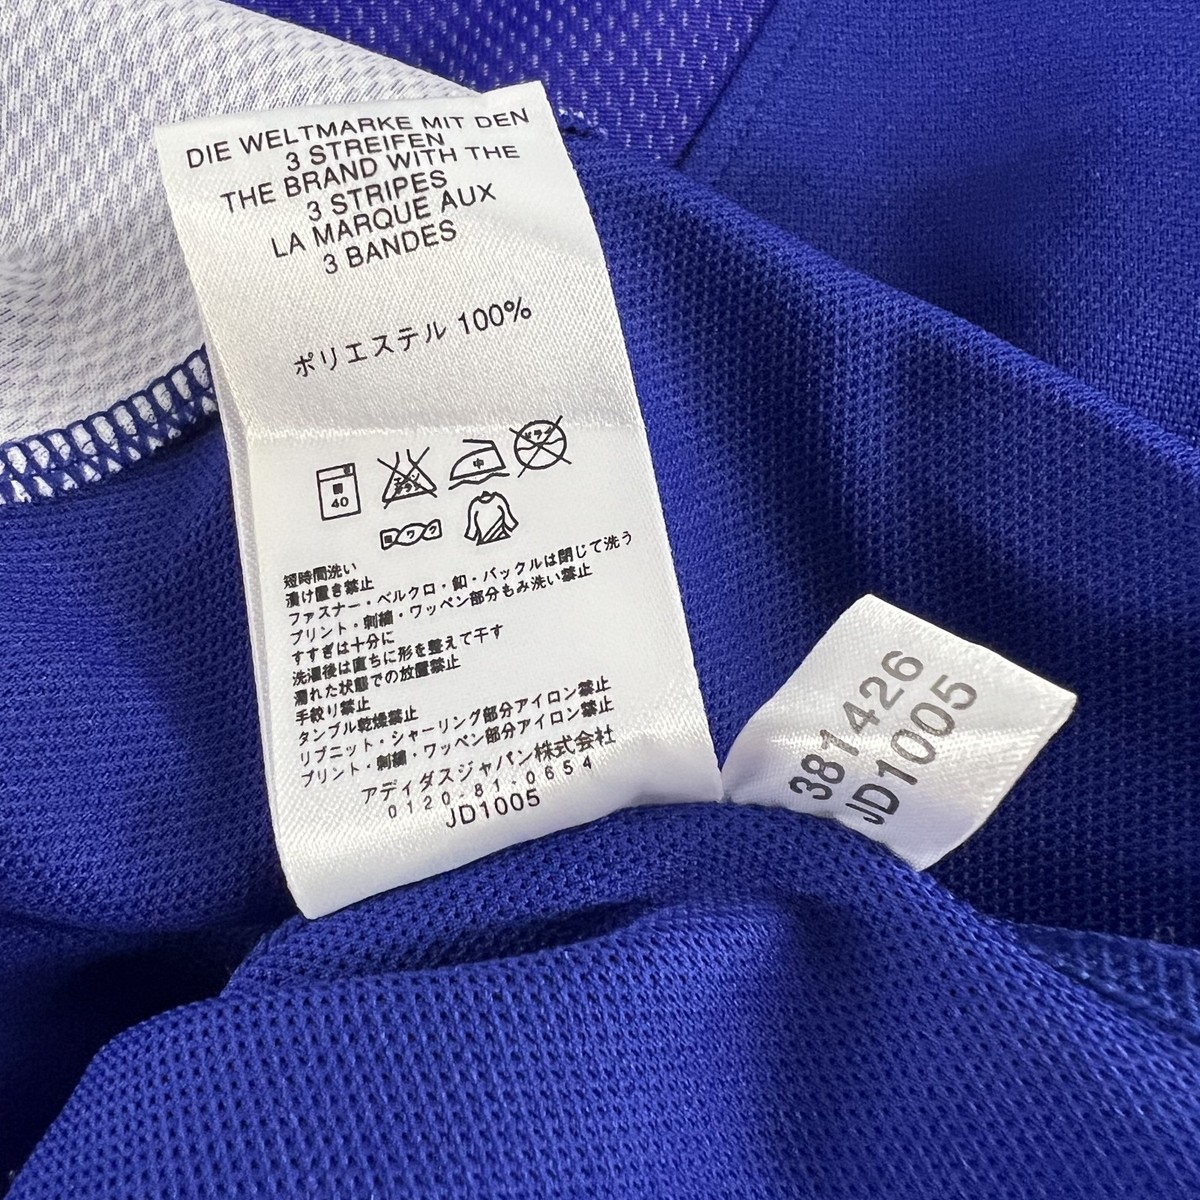 DIE WELTMARKE MIT DEN
3 STREIFEN
THE BRAND WITH THE
3 STRIPES
LA MARQUE AUX
3 BANDES
ポリエステル 100%
40
中
短時間洗い
漬け置き禁止
ファスナー・ベルクロ・釦・バックルは閉じて洗う
プリント・刺繍・ワッペン部分もみ洗い禁止
すすぎは十分に
洗濯後は直ちに形を整えて干す
濡れた状態での放置禁止
手絞り禁止
タンブル乾燥禁止
リブニット・シャーリング部分アイロン禁止
プリント・刺繍・ワッペン部分アイロン禁止
アディダスジャパン株式会社
0120-81-0654
JD1005
381426
JD1005